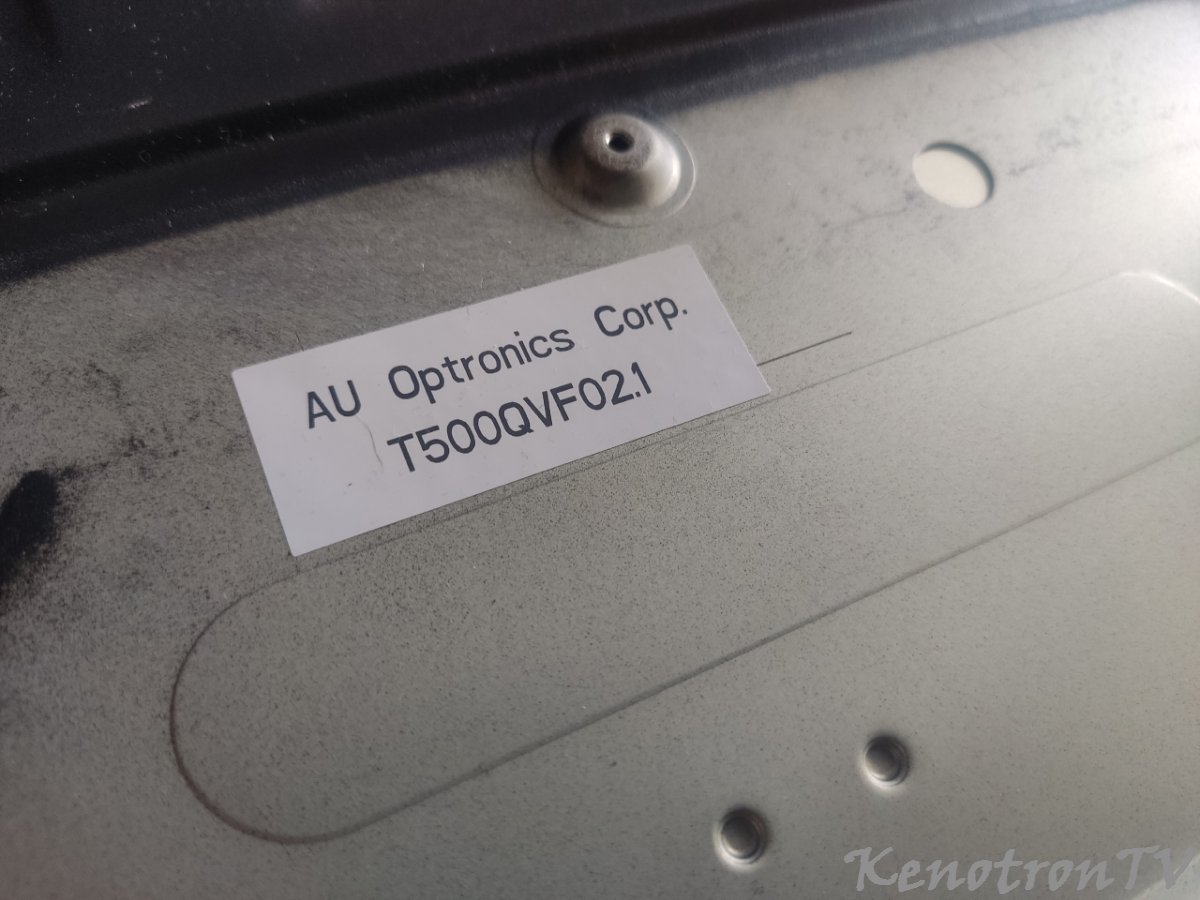 AU Optronics Corp.
T500QVF02.1
KenotronTV